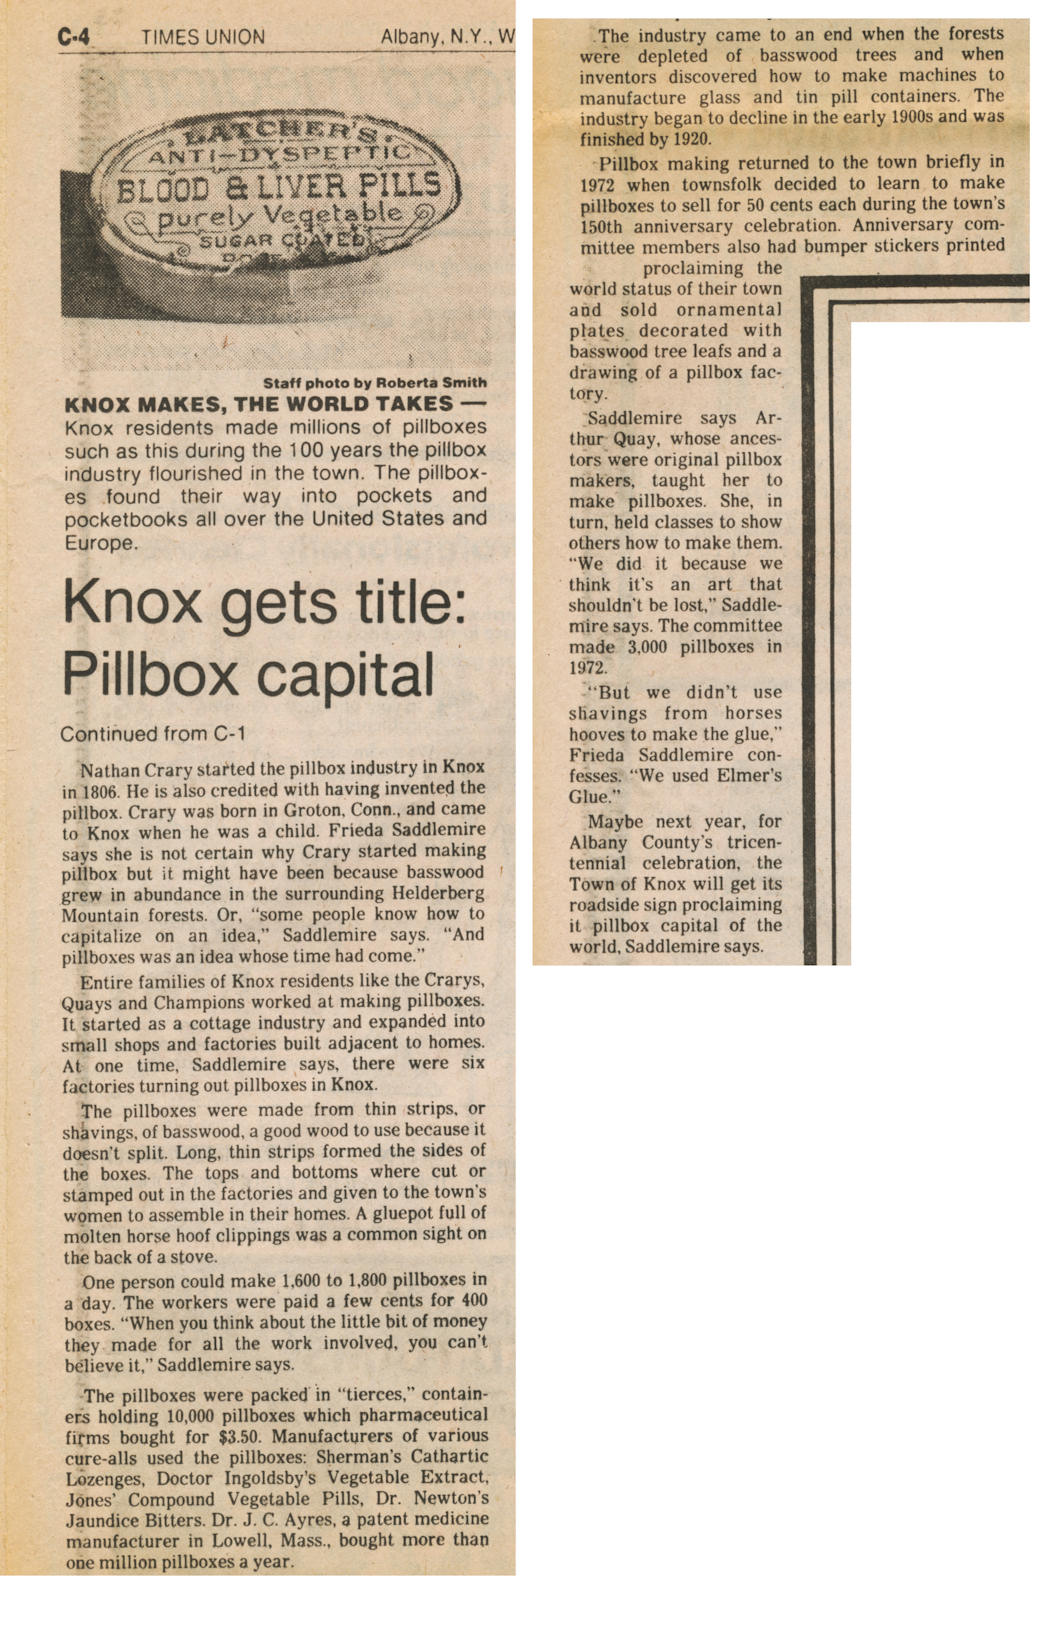 C-4 TIMES UNION Albany, N.Y., W
LATCHER'S
ANTI-DYSPEPTIC
BLOOD & LIVER PILLS
purely Vegetable
SUGAR COATED
Staff photo by Roberta Smith
KNOX MAKES, THE WORLD TAKES —
Knox residents made millions of pillboxes
such as this during the 100 years the pillbox
industry flourished in the town. The pillbox-
es found their way into pockets and
pocketbooks all over the United States and
Europe.
Knox gets title:
Pillbox capital
Continued from C-1
Nathan Crary started the pillbox industry in Knox
in 1806. He is also credited with having invented the
pillbox. Crary was born in Groton, Conn., and came
to Knox when he was a child. Frieda Saddlemire
says she is not certain why Crary started making
pillbox but it might have been because basswood
grew in abundance in the surrounding Helderberg
Mountain forests. Or, "some people know how to
capitalize on an idea," Saddlemire says. "And
pillboxes was an idea whose time had come."
Entire families of Knox residents like the Crarys,
Quays and Champions worked at making pillboxes.
It started as a cottage industry and expanded into
small shops and factories built adjacent to homes.
At one time, Saddlemire says, there were six
factories turning out pillboxes in Knox.
The pillboxes were made from thin strips, or
shavings, of basswood, a good wood to use because it
doesn't split. Long, thin strips formed the sides of
the boxes. The tops and bottoms where cut or
stamped out in the factories and given to the town's
women to assemble in their homes. A gluepot full of
molten horse hoof clippings was a common sight on
the back of a stove.
One person could make 1,600 to 1,800 pillboxes in
a day. The workers were paid a few cents for 400
boxes. "When you think about the little bit of money
they made for all the work involved, you can't
believe it," Saddlemire says.
The pillboxes were packed in "tierces," contain-
ers holding 10,000 pillboxes which pharmaceutical
firms bought for $3.50. Manufacturers of various
cure-alls used the pillboxes: Sherman's Cathartic
Lozenges, Doctor Ingoldsby's Vegetable Extract,
Jones' Compound Vegetable Pills, Dr. Newton's
Jaundice Bitters. Dr. J. C. Ayres, a patent medicine
manufacturer in Lowell, Mass., bought more than
one million pillboxes a year.
The industry came to an end when the forests
were depleted of basswood trees and when
inventors discovered how to make machines to
manufacture glass and tin pill containers. The
industry began to decline in the early 1900s and was
finished by 1920.
Pillbox making returned to the town briefly in
1972 when townsfolk decided to learn to make
pillboxes to sell for 50 cents each during the town's
150th anniversary celebration. Anniversary com-
mittee members also had bumper stickers printed
proclaiming the
world status of their town
and sold ornamental
plates decorated with
basswood tree leafs and a
drawing of a pillbox fac-
tory.
Saddlemire says Ar-
thur Quay, whose ances-
tors were original pillbox
makers, taught her to
make pillboxes. She, in
turn, held classes to show
others how to make them.
"We did it because we
think it's an art that
shouldn't be lost," Saddle-
mire says. The committee
made 3,000 pillboxes in
1972.
"But we didn't use
shavings from horses
hooves to make the glue,"
Frieda Saddlemire con-
fesses. "We used Elmer's
Glue."
Maybe next year, for
Albany County's tricen-
tennial celebration, the
Town of Knox will get its
roadside sign proclaiming
it pillbox capital of the
world, Saddlemire says.